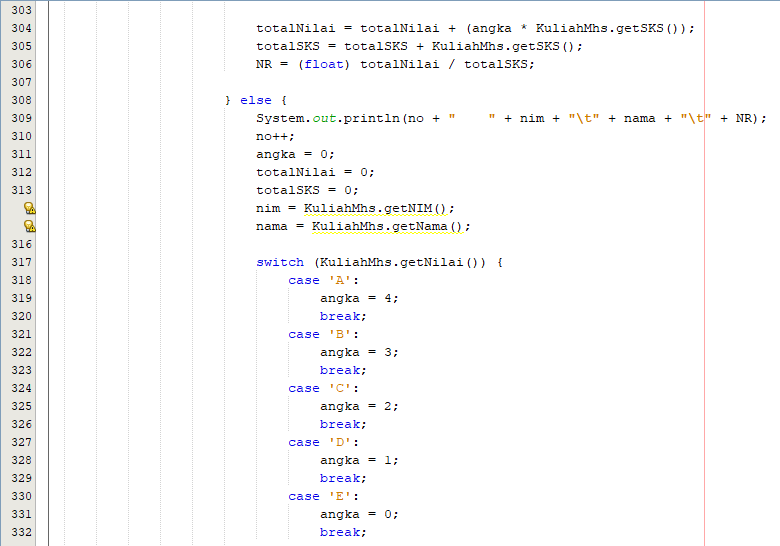 303
304 totalNilai = totalNilai + (angka * KuliahMhs.getSKS());
305 totalSKS = totalSKS + KuliahMhs.getSKS();
306 NR = (float) totalNilai / totalSKS;
307
308 } else {
309 System.out.println(no + "    " + nim + "\t" + nama + "\t" + NR);
310 no++;
311 angka = 0;
312 totalNilai = 0;
313 totalSKS = 0;
nim = KuliahMhs.getNIM();
nama = KuliahMhs.getNama();
316
317 switch (KuliahMhs.getNilai()) {
318 case 'A':
319 angka = 4;
320 break;
321 case 'B':
322 angka = 3;
323 break;
324 case 'C':
325 angka = 2;
326 break;
327 case 'D':
328 angka = 1;
329 break;
330 case 'E':
331 angka = 0;
332 break;